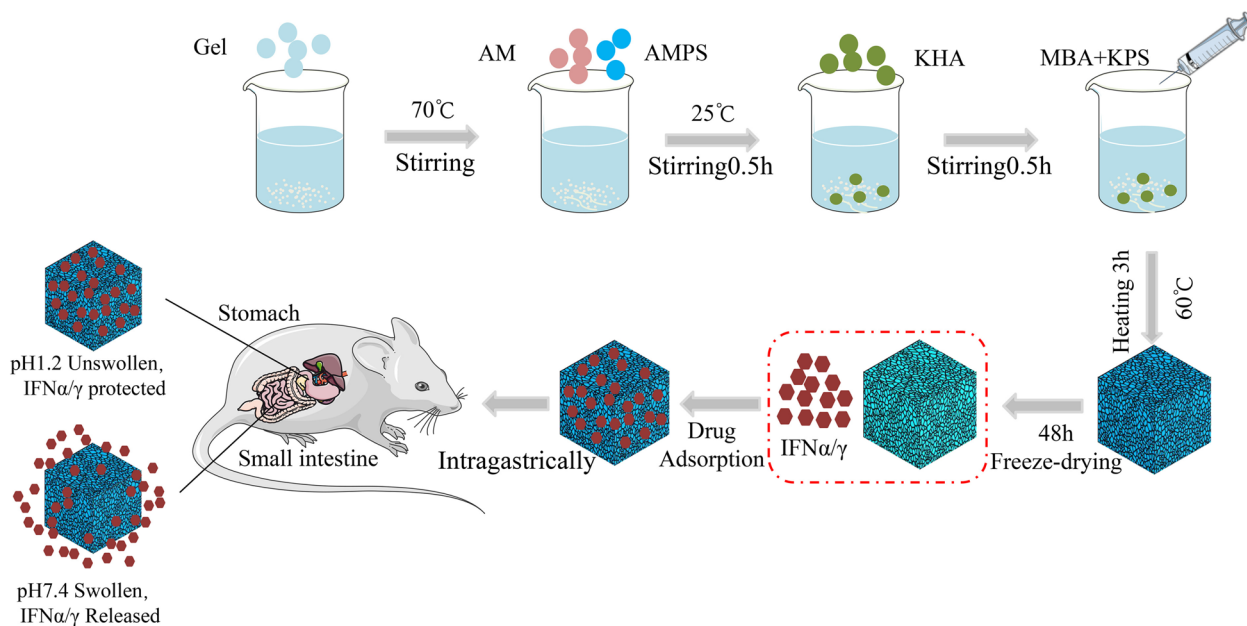 Gel
70℃
Stirring
AM
AMPS
25℃
Stirring0.5h
KHA
Stirring0.5h
MBA+KPS
Heating 3h
60℃
48h
Freeze-drying
IFNα/γ
Drug
Adsorption
Intragastrically
Stomach
Small intestine
pH1.2 Unswollen,
IFNα/γ protected
pH7.4 Swollen,
IFNα/γ Released